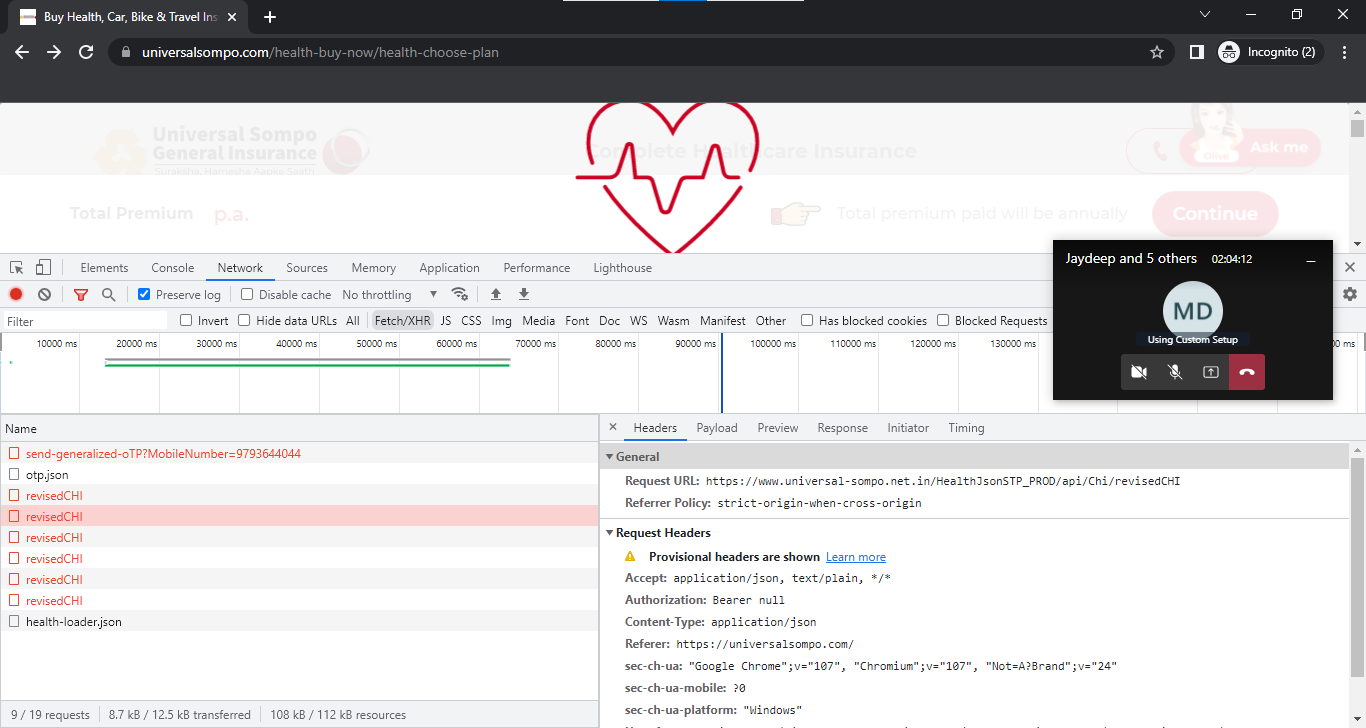 Buy Health, Car, Bike & Travel Ins
universalsompo.com/health-buy-now/health-choose-plan
Incognito (2)
Universal Sompo
General Insurance
Suraksha, Hamesha Aapke Saath
Complete Healthcare Insurance
Olive
Ask me
Total Premium p.a.
Total premium paid will be annually
Continue
Elements Console Network Sources Memory Application Performance Lighthouse
Preserve log Disable cache No throttling
Filter Invert Hide data URLs All Fetch/XHR JS CSS Img Media Font Doc WS Wasm Manifest Other Has blocked cookies Blocked Requests
10000 ms 20000 ms 30000 ms 40000 ms 50000 ms 60000 ms 70000 ms 80000 ms 90000 ms 100000 ms 110000 ms 120000 ms 130000 ms 00 ms
Jaydeep and 5 others 02:04:12
MD
Using Custom Setup
Name
send-generalized-oTP?MobileNumber=9793644044
otp.json
revisedCHI
revisedCHI
revisedCHI
revisedCHI
revisedCHI
revisedCHI
health-loader.json
9 / 19 requests 8.7 kB / 12.5 kB transferred 108 kB / 112 kB resources
Headers Payload Preview Response Initiator Timing
General
Request URL: https://www.universal-sompo.net.in/HealthJsonSTP_PROD/api/Chi/revisedCHI
Referrer Policy: strict-origin-when-cross-origin
Request Headers
Provisional headers are shown Learn more
Accept: application/json, text/plain, */*
Authorization: Bearer null
Content-Type: application/json
Referer: https://universalsompo.com/
sec-ch-ua: "Google Chrome";v="107", "Chromium";v="107", "Not=A?Brand";v="24"
sec-ch-ua-mobile: ?0
sec-ch-ua-platform: "Windows"